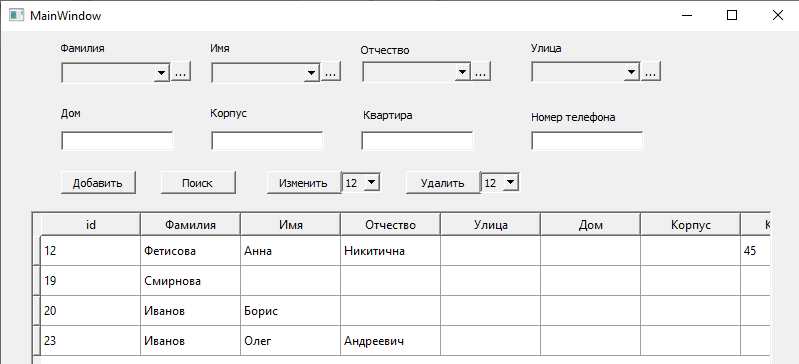 MainWindow
Фамилия Имя Отчество Улица
... ... ... ...
Дом Корпус Квартира Номер телефона
Добавить Поиск Изменить 12 Удалить 12
id Фамилия Имя Отчество Улица Дом Корпус
12 Фетисова Анна Никитична 45
19 Смирнова
20 Иванов Борис
23 Иванов Олег Андреевич